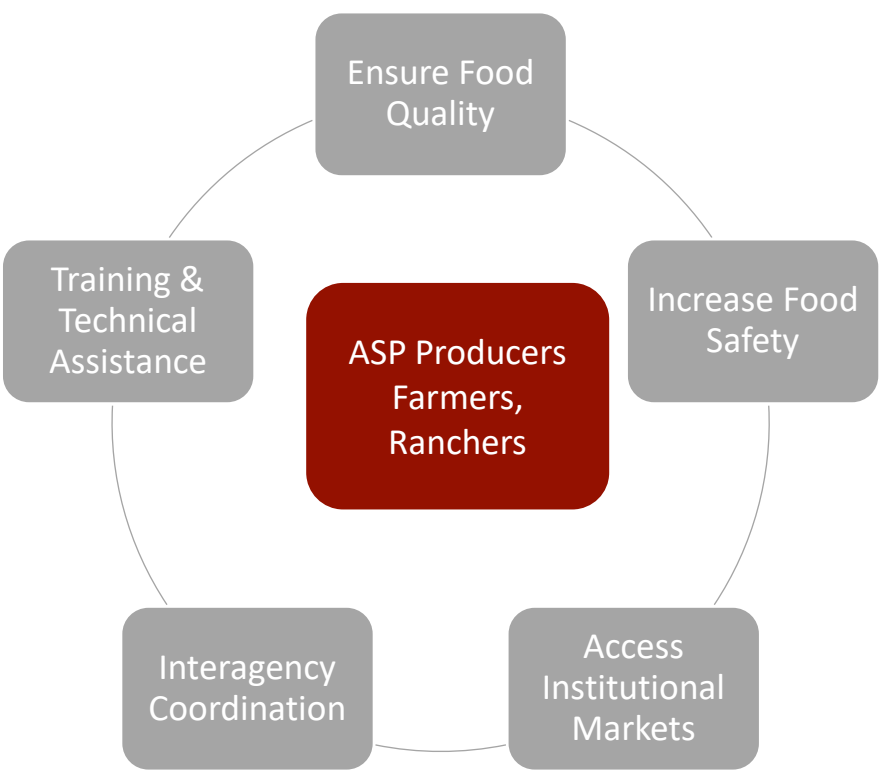 Ensure Food
Quality
Increase Food
Safety
Access
Institutional
Markets
Interagency
Coordination
Training &
Technical
Assistance
ASP Producers
Farmers,
Ranchers